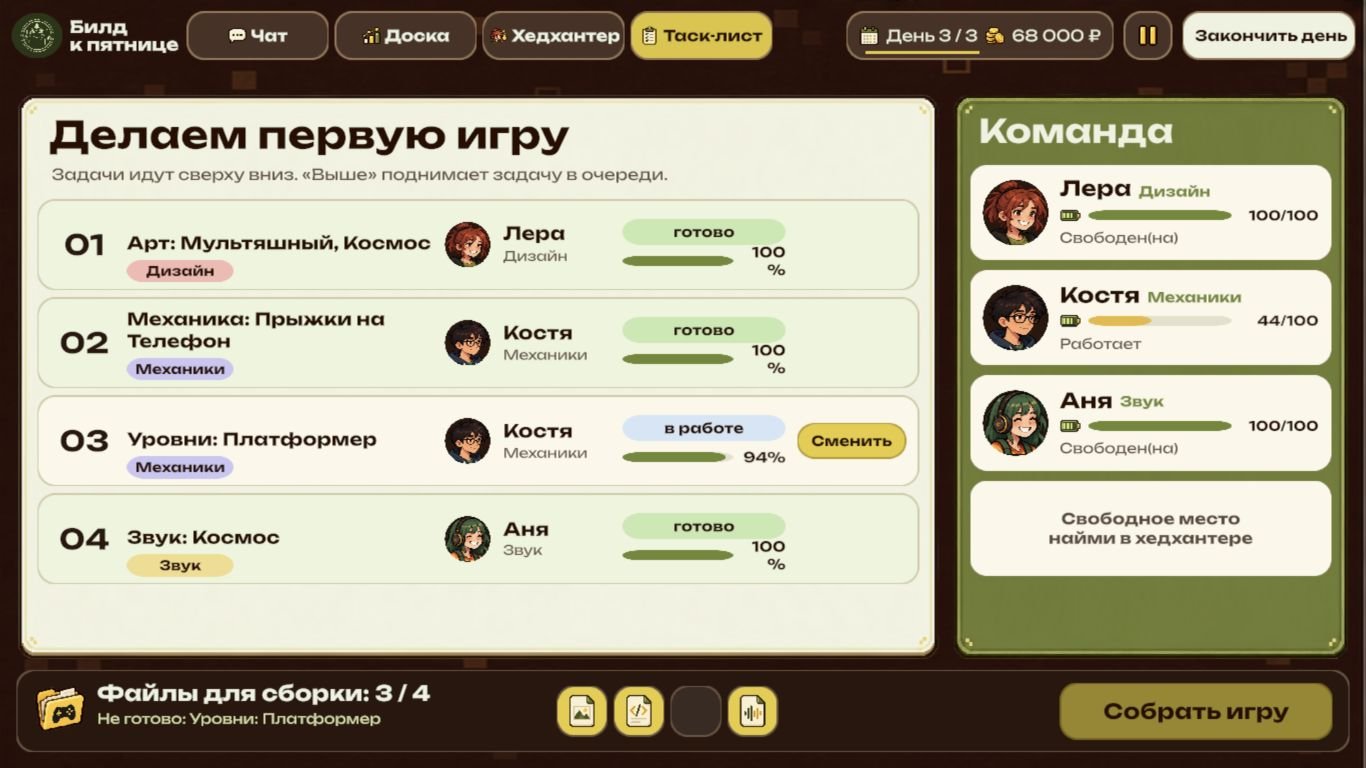 Билд
к пятнице
Чат
Доска
Хедхантер
Таск-лист
День 3 / 3
68 000 ₽
Закончить день
Делаем первую игру
Задачи идут сверху вниз. «Выше» поднимает задачу в очереди.
01
Арт: Мультяшный, Космос
Дизайн
Лера
Дизайн
готово
100
%
02
Механика: Прыжки на
Телефон
Механики
Костя
Механики
готово
100
%
03
Уровни: Платформер
Механики
Костя
Механики
в работе
94%
Сменить
04
Звук: Космос
Звук
Аня
Звук
готово
100
%
Команда
Лера Дизайн
100/100
Свободен(на)
Костя Механики
44/100
Работает
Аня Звук
100/100
Свободен(на)
Свободное место
найми в хедхантере
Файлы для сборки: 3 / 4
Не готово: Уровни: Платформер
Собрать игру